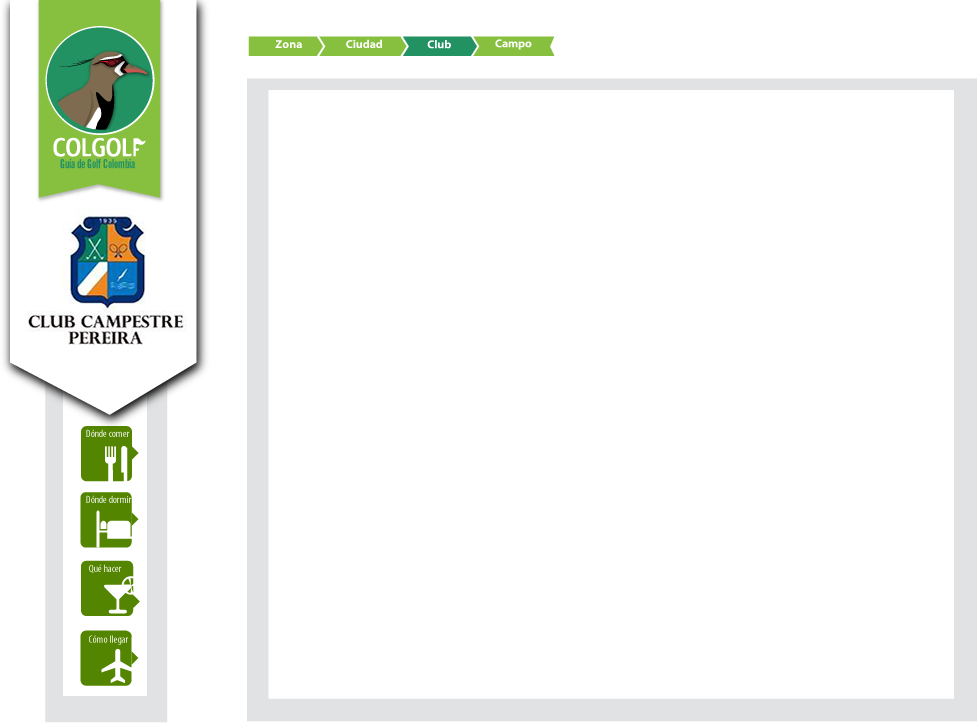 Zona
Ciudad
Club
Campo
COLGOLF
Guía de Golf Colombia
1935
CLUB CAMPESTRE
PEREIRA
Dónde comer
Dónde dormir
Qué hacer
Cómo llegar